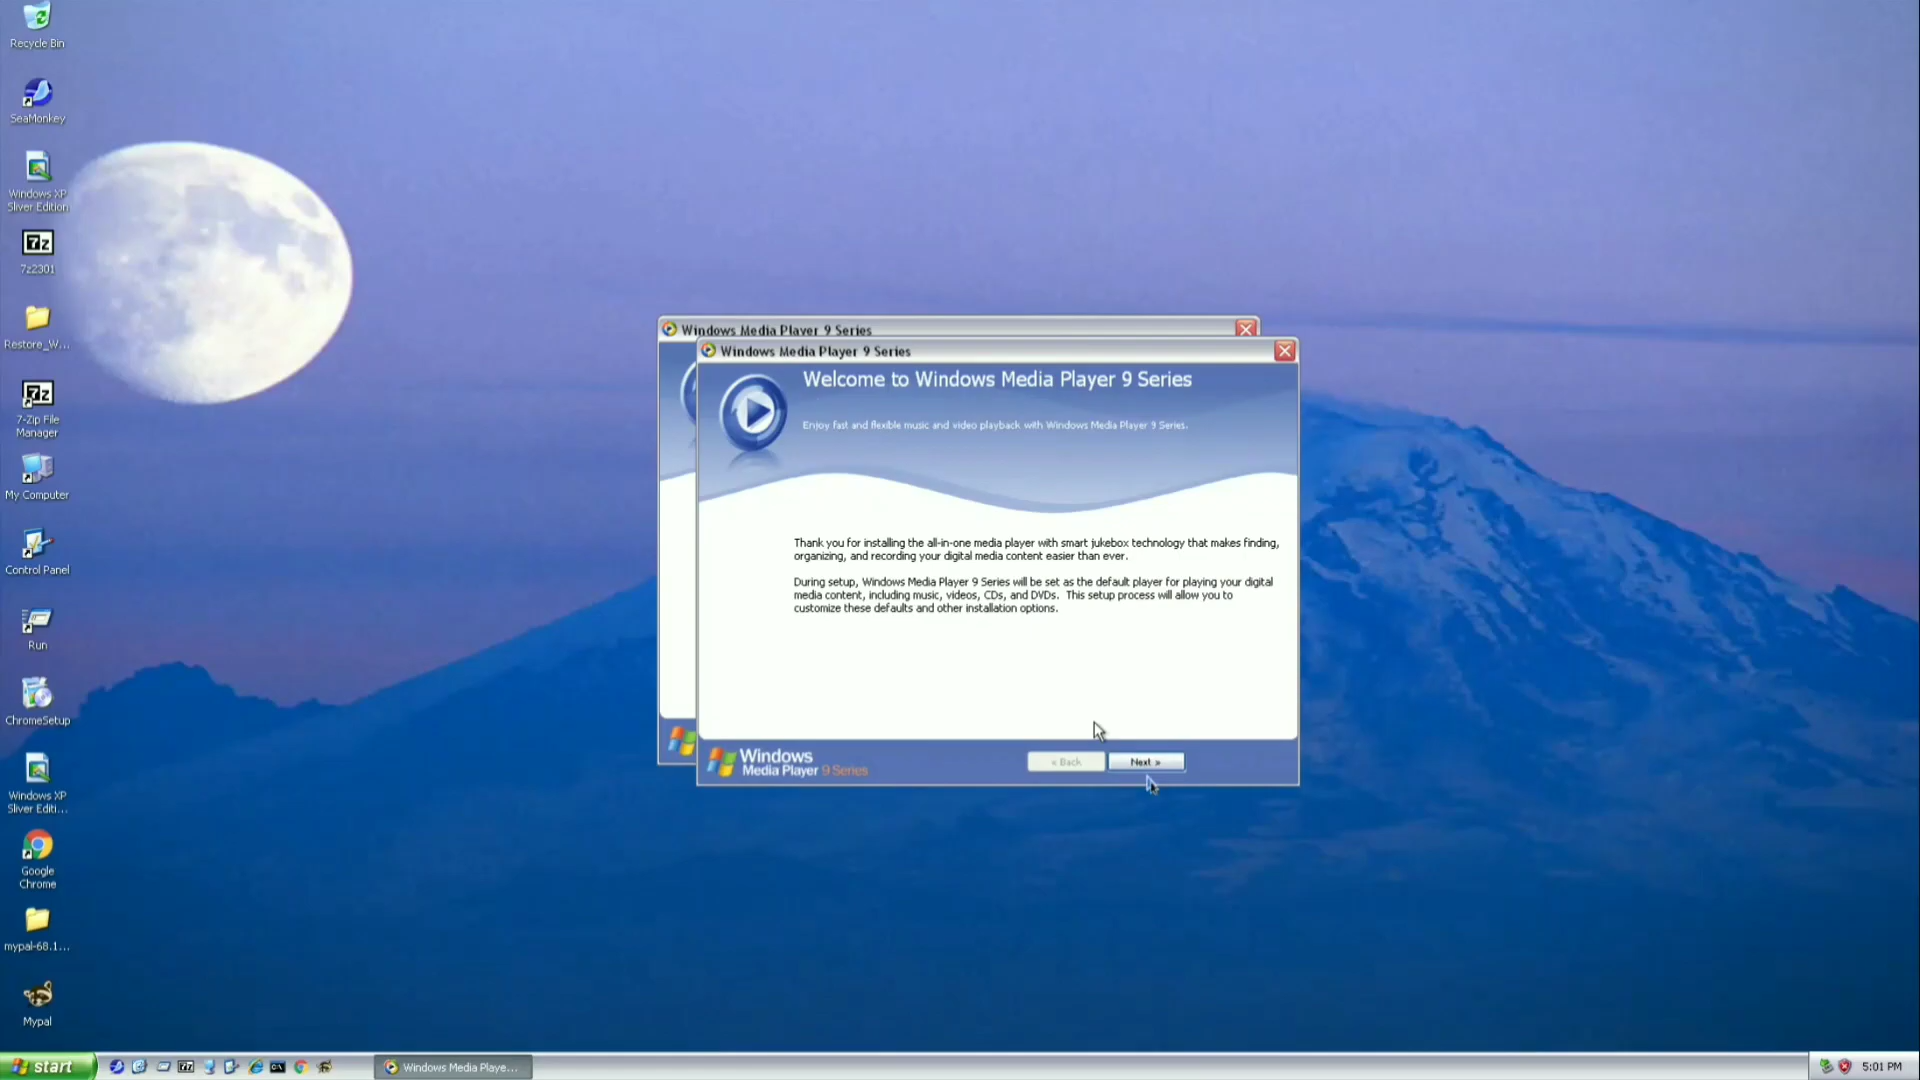 Recycle Bin
SeaMonkey
Windows XP
Sliver Edition
7z2301
Restore_W...
7-Zip File
Manager
My Computer
Control Panel
Run
ChromeSetup
Windows XP
Sliver Editi...
Google
Chrome
mypal-68.1...
Mypal
Windows Media Player 9 Series
Windows Media Player 9 Series
Welcome to Windows Media Player 9 Series
Enjoy fast and flexible music and video playback with Windows Media Player 9 Series.
Thank you for installing the all-in-one media player with smart jukebox technology that makes finding,
organizing, and recording your digital media content easier than ever.
During setup, Windows Media Player 9 Series will be set as the default player for playing your digital
media content, including music, videos, CDs, and DVDs. This setup process will allow you to
customize these defaults and other installation options.
Windows
Media Player 9 Series
< Back
Next >
start
Windows Media Playe...
5:01 PM